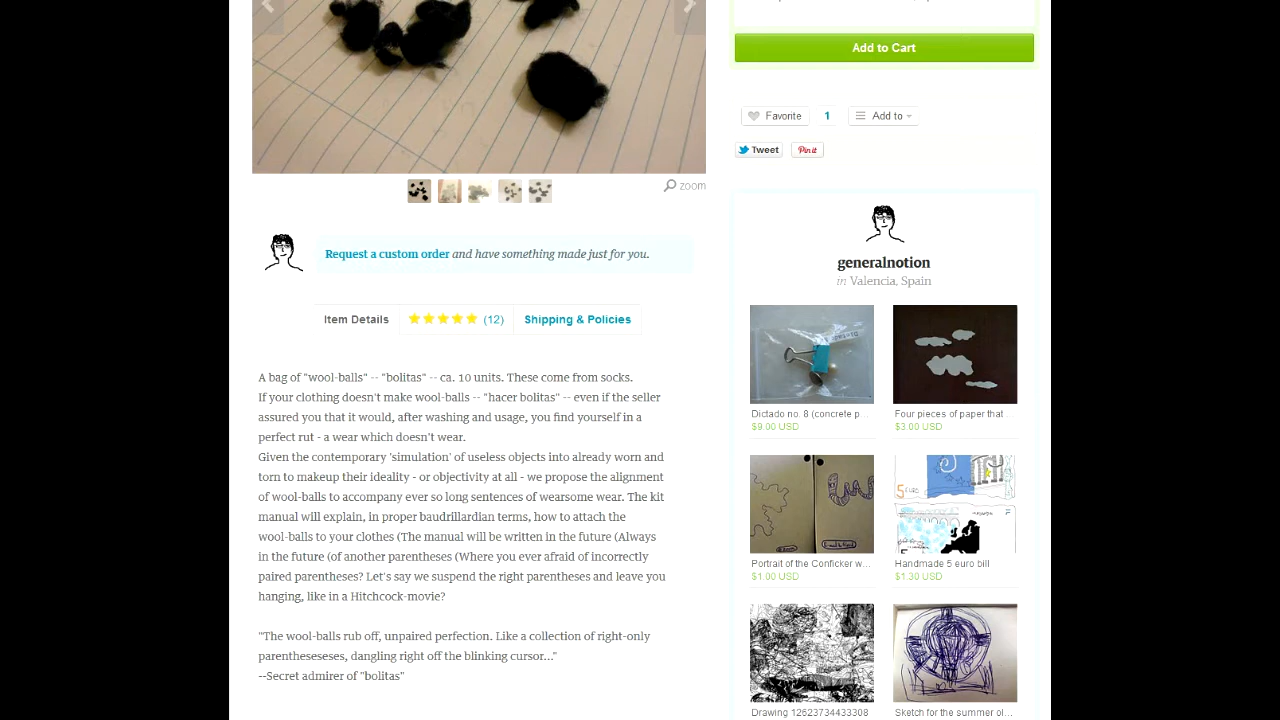 Add to Cart
Favorite
1
Add to
Tweet
Pin it
zoom
Request a custom order and have something made just for you.
Item Details
(12)
Shipping & Policies
A bag of "wool-balls" -- "bolitas" -- ca. 10 units. These come from socks.
If your clothing doesn't make wool-balls -- "hacer bolitas" -- even if the seller
assured you that it would, after washing and usage, you find yourself in a
perfect rut - a wear which doesn't wear.
Given the contemporary 'simulation' of useless objects into already worn and
torn to makeup their ideality - or objectivity at all - we propose the alignment
of wool-balls to accompany ever so long sentences of wearsome wear. The kit
manual will explain, in proper baudrillardian terms, how to attach the
wool-balls to your clothes (The manual will be written in the future (Always
in the future (of another parentheses (Where you ever afraid of incorrectly
paired parentheses? Let's say we suspend the right parentheses and leave you
hanging, like in a Hitchcock-movie?
"The wool-balls rub off, unpaired perfection. Like a collection of right-only
parentheseseses, dangling right off the blinking cursor..."
--Secret admirer of "bolitas"
generalnotion
in Valencia, Spain
Dictado no. 8 (concrete p...
$9.00 USD
Four pieces of paper that ...
$3.00 USD
Portrait of the Conficker w...
$1.00 USD
5
Handmade 5 euro bill
$1.30 USD
Drawing 12623734433308
Sketch for the summer ol...